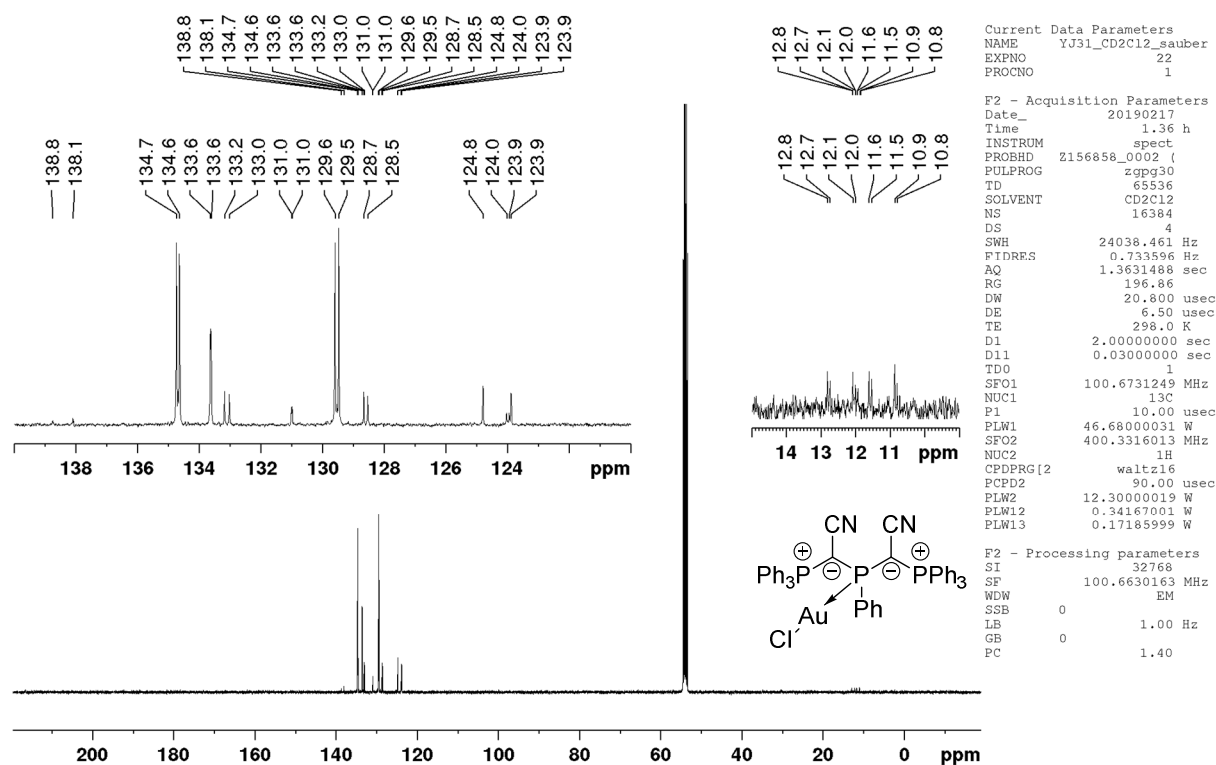 138.8 138.1 134.7 134.6 133.6 133.6 133.2 133.0 131.0 131.0 129.6 129.5 128.7 128.5 124.8 124.0 123.9 123.9
12.8 12.7 12.1 12.0 11.6 11.5 10.9 10.8
138.8 138.1 134.7 134.6 133.6 133.6 133.2 133.0 131.0 131.0 129.6 129.5 128.7 128.5 124.8 124.0 123.9 123.9
12.8 12.7 12.1 12.0 11.6 11.5 10.9 10.8
138 136 134 132 130 128 126 124 ppm
14 13 12 11 ppm
CN CN
+ +
Ph3P − P − PPh3
Au Ph
Cl
200 180 160 140 120 100 80 60 40 20 0 ppm
Current Data Parameters
NAME YJ31_CD2Cl2_sauber
EXPNO 22
PROCNO 1
F2 - Acquisition Parameters
Date_ 20190217
Time 1.36 h
INSTRUM spect
PROBHD Z156858_0002 (
PULPROG zgpg30
TD 65536
SOLVENT CD2Cl2
NS 16384
DS 4
SWH 24038.461 Hz
FIDRES 0.733596 Hz
AQ 1.3631488 sec
RG 196.86
DW 20.800 usec
DE 6.50 usec
TE 298.0 K
D1 2.00000000 sec
D11 0.03000000 sec
TD0 1
SFO1 100.6731249 MHz
NUC1 13C
P1 10.00 usec
PLW1 46.68000031 W
SFO2 400.3316013 MHz
NUC2 1H
CPDPRG[2 waltz16
PCPD2 90.00 usec
PLW2 12.30000019 W
PLW12 0.34167001 W
PLW13 0.17185999 W
F2 - Processing parameters
SI 32768
SF 100.6630163 MHz
WDW EM
SSB 0
LB 1.00 Hz
GB 0
PC 1.40